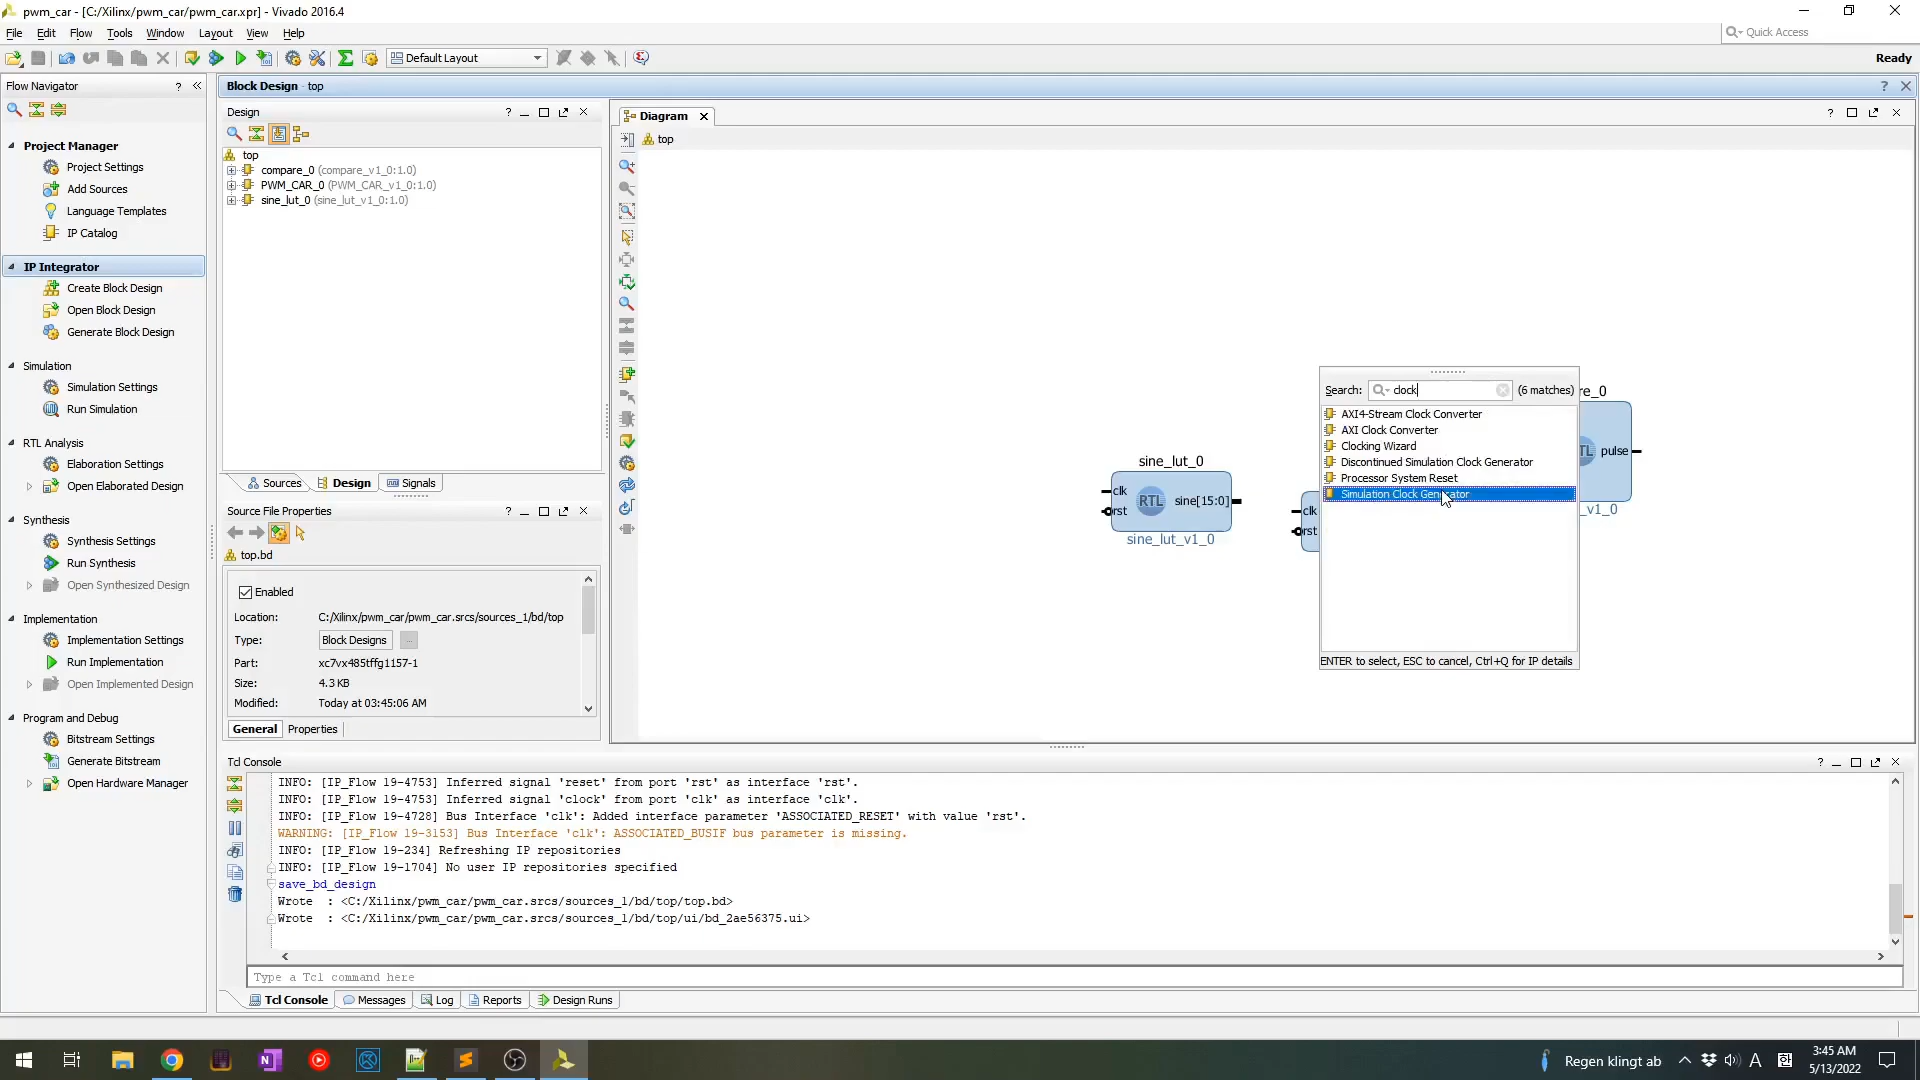 pwm_car - [C:/Xilinx/pwm_car/pwm_car.xpr] - Vivado 2016.4
File Edit Flow Tools Window Layout View Help
Quick Access
Default Layout
Ready
Flow Navigator
Project Manager
Project Settings
Add Sources
Language Templates
IP Catalog
IP Integrator
Create Block Design
Open Block Design
Generate Block Design
Simulation
Simulation Settings
Run Simulation
RTL Analysis
Elaboration Settings
Open Elaborated Design
Synthesis
Synthesis Settings
Run Synthesis
Open Synthesized Design
Implementation
Implementation Settings
Run Implementation
Open Implemented Design
Program and Debug
Bitstream Settings
Generate Bitstream
Open Hardware Manager
Block Design - top
Design
top
compare_0 (compare_v1_0:1.0)
PWM_CAR_0 (PWM_CAR_v1_0:1.0)
sine_lut_0 (sine_lut_v1_0:1.0)
Sources Design Signals
Source File Properties
top.bd
Enabled
Location: C:/Xilinx/pwm_car/pwm_car.srcs/sources_1/bd/top
Type: Block Designs ...
Part: xc7vx485tffg1157-1
Size: 4.3 KB
Modified: Today at 03:45:06 AM
General Properties
Diagram
top
sine_lut_0
clk
rst
RTL
sine[15:0]
sine_lut_v1_0
clk
rst
re_0
TL
pulse
_v1_0
Search: clock (6 matches)
AXI4-Stream Clock Converter
AXI Clock Converter
Clocking Wizard
Discontinued Simulation Clock Generator
Processor System Reset
Simulation Clock Generator
ENTER to select, ESC to cancel, Ctrl+Q for IP details
Tcl Console
INFO: [IP_Flow 19-4753] Inferred signal 'reset' from port 'rst' as interface 'rst'.
INFO: [IP_Flow 19-4753] Inferred signal 'clock' from port 'clk' as interface 'clk'.
INFO: [IP_Flow 19-4728] Bus Interface 'clk': Added interface parameter 'ASSOCIATED_RESET' with value 'rst'.
WARNING: [IP_Flow 19-3153] Bus Interface 'clk': ASSOCIATED_BUSIF bus parameter is missing.
INFO: [IP_Flow 19-234] Refreshing IP repositories
INFO: [IP_Flow 19-1704] No user IP repositories specified
save_bd_design
Wrote : <C:/Xilinx/pwm_car/pwm_car.srcs/sources_1/bd/top/top.bd>
Wrote : <C:/Xilinx/pwm_car/pwm_car.srcs/sources_1/bd/top/ui/bd_2ae56375.ui>
Type a Tcl command here
Tcl Console Messages Log Reports Design Runs
Regen klingt ab
A
3:45 AM
5/13/2022